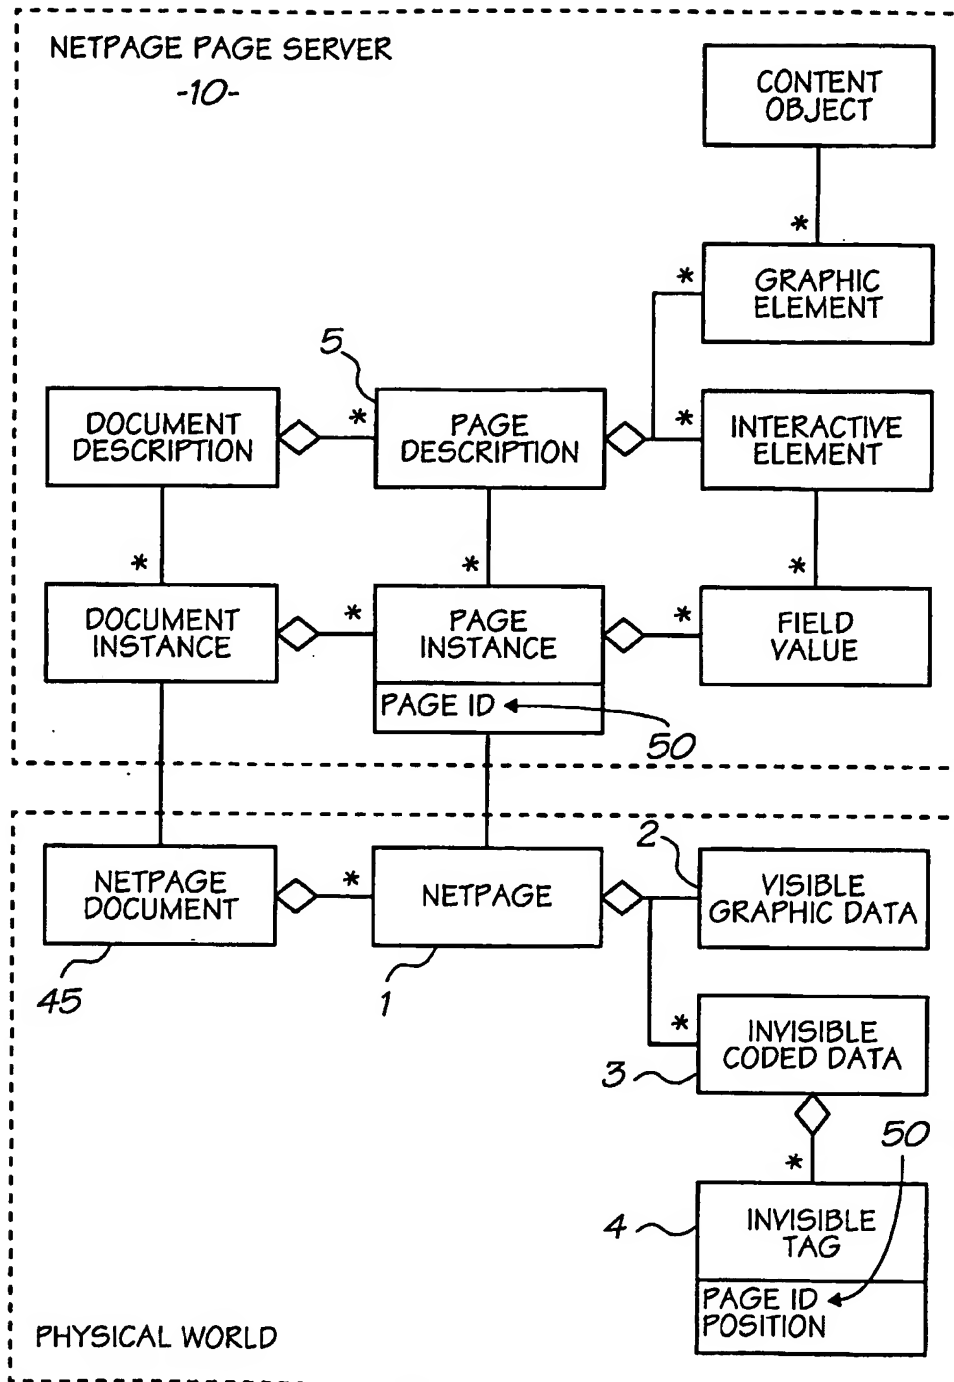 NETPAGE PAGE SERVER
-10-
CONTENT
OBJECT
*
*
GRAPHIC
ELEMENT
5
DOCUMENT
DESCRIPTION
*
PAGE
DESCRIPTION
*
INTERACTIVE
ELEMENT
*
*
*
DOCUMENT
INSTANCE
*
PAGE
INSTANCE
*
FIELD
VALUE
PAGE ID
50
2
NETPAGE
DOCUMENT
*
NETPAGE
VISIBLE
GRAPHIC DATA
45
1
*
INVISIBLE
CODED DATA
3
50
*
4
INVISIBLE
TAG
PAGE ID
POSITION
PHYSICAL WORLD